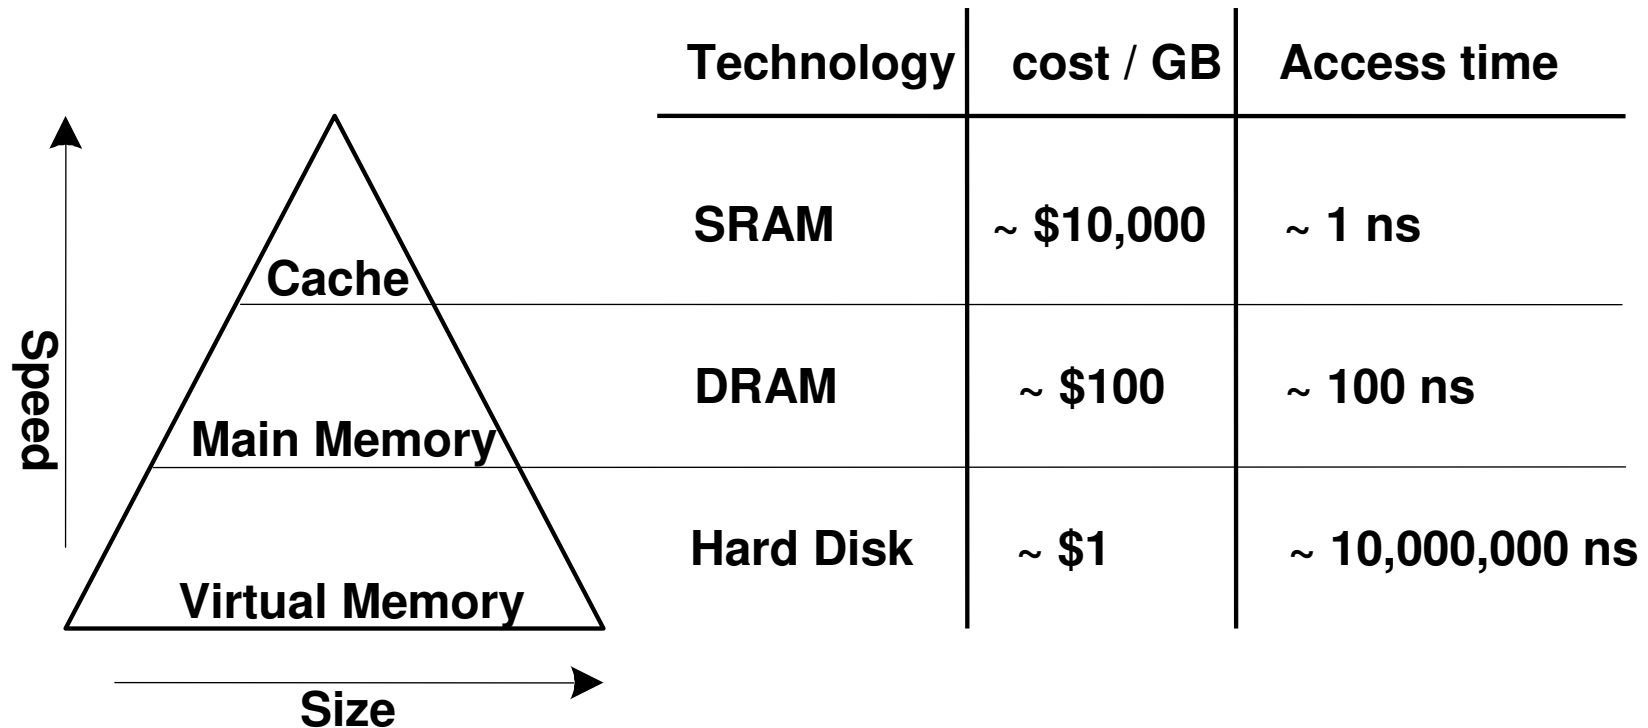 Technology cost / GB Access time
SRAM ~ $10,000 ~ 1 ns
Cache
Speed
DRAM ~ $100 ~ 100 ns
Main Memory
Hard Disk ~ $1 ~ 10,000,000 ns
Virtual Memory
Size